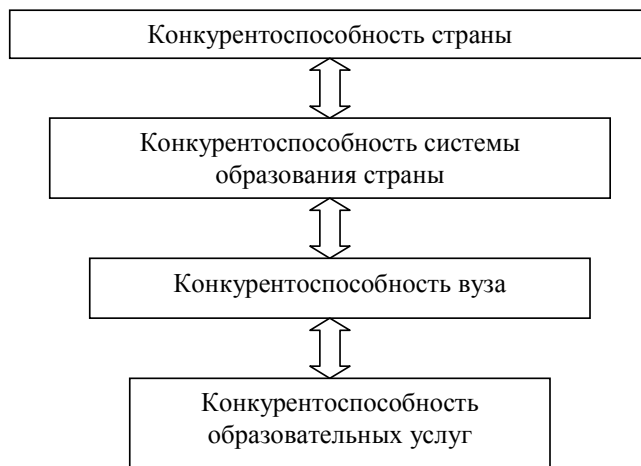 Конкурентоспособность страны
Конкурентоспособность системы
образования страны
Конкурентоспособность вуза
Конкурентоспособность
образовательных услуг